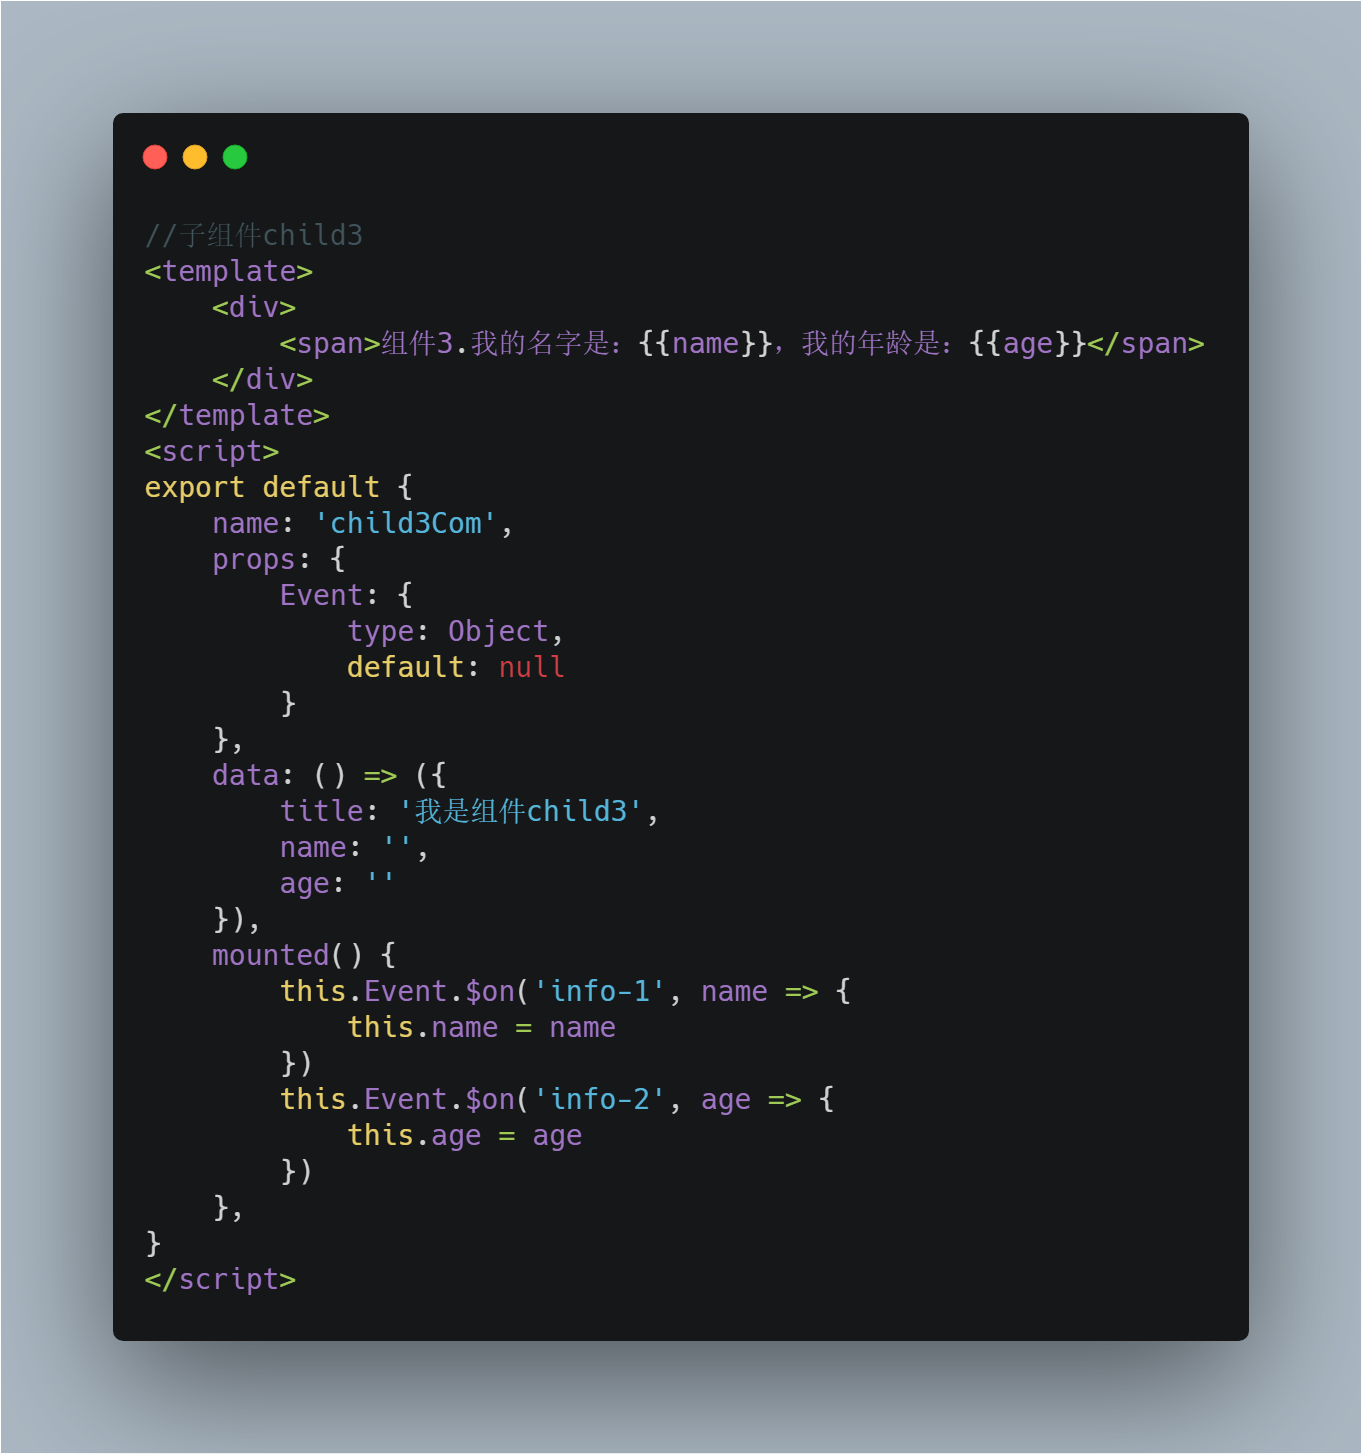 //子组件child3
<template>
    <div>
        <span>组件3.我的名字是：{{name}}，我的年龄是：{{age}}</span>
    </div>
</template>
<script>
export default {
    name: 'child3Com',
    props: {
        Event: {
            type: Object,
            default: null
        }
    },
    data: () => ({
        title: '我是组件child3',
        name: '',
        age: ''
    }),
    mounted() {
        this.Event.$on('info-1', name => {
            this.name = name
        })
        this.Event.$on('info-2', age => {
            this.age = age
        })
    },
}
</script>